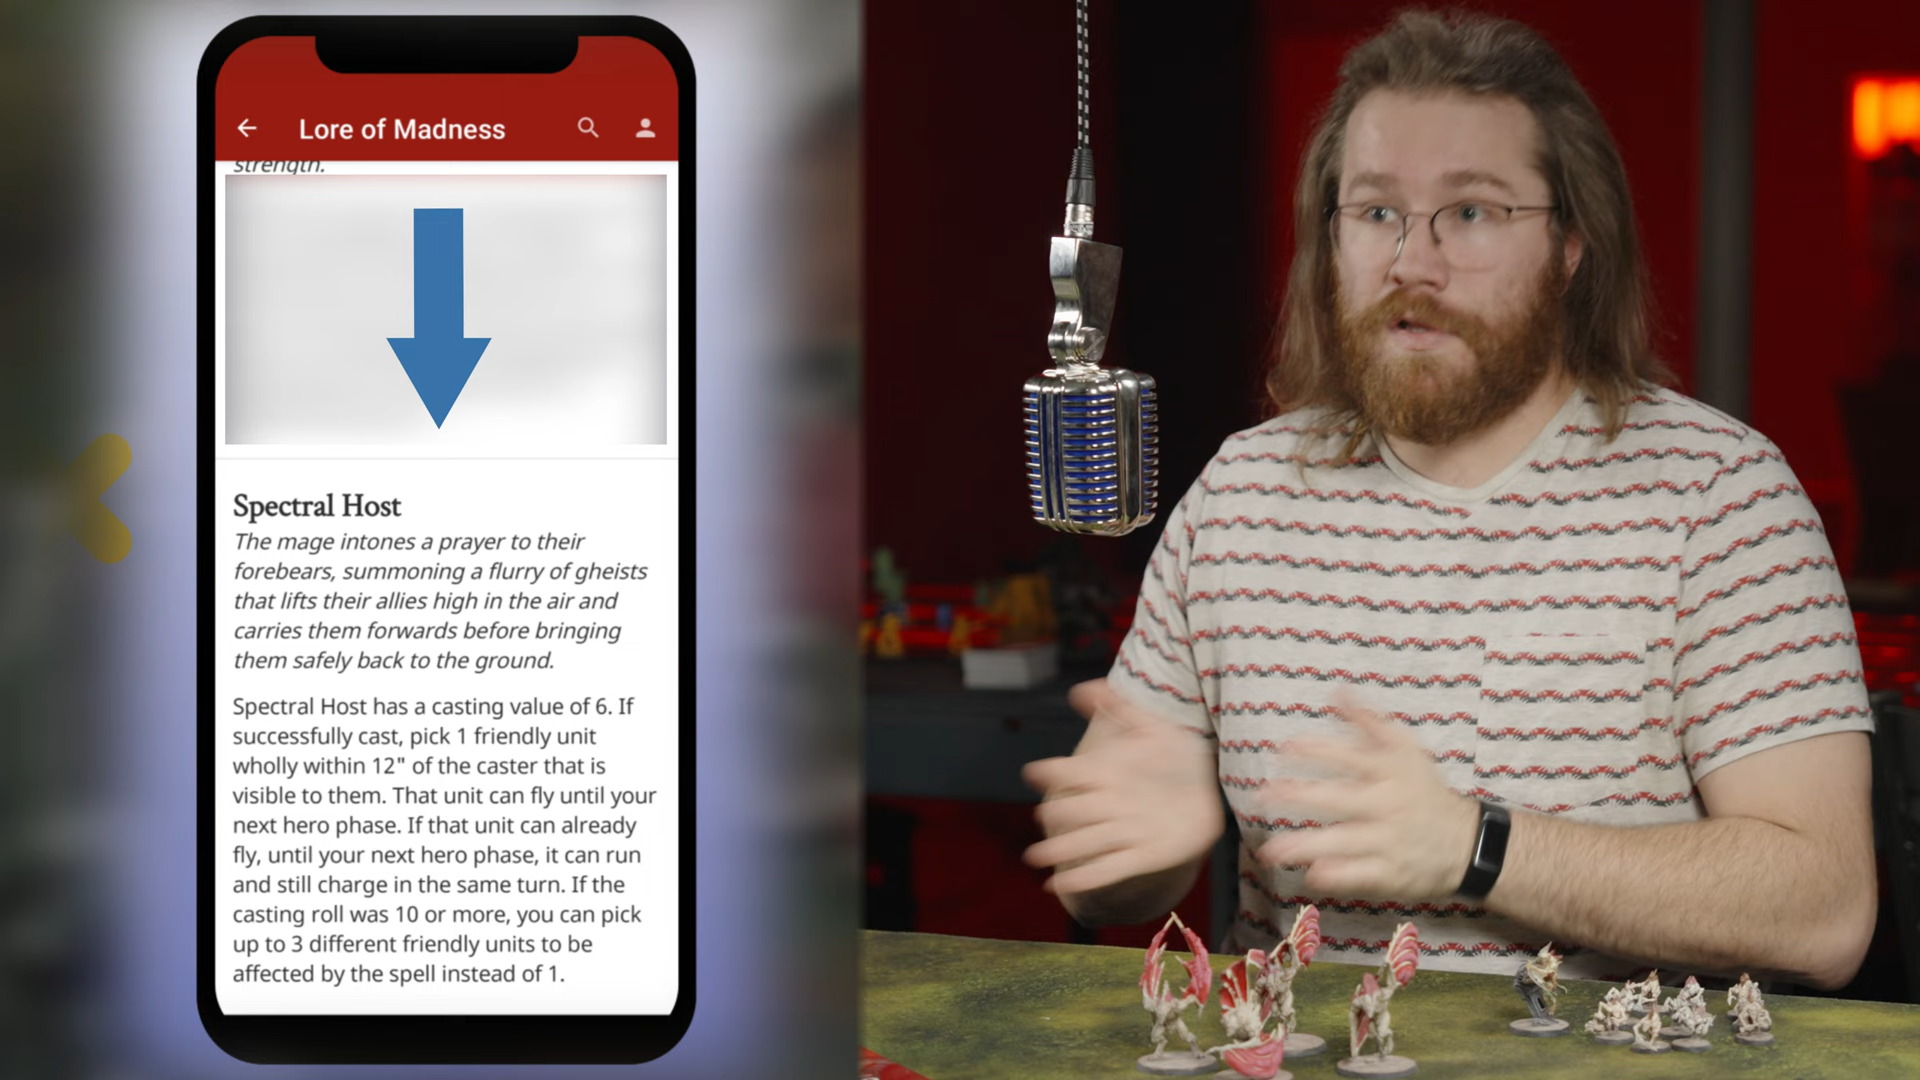 Lore of Madness
strength.
Spectral Host
The mage intones a prayer to their
forebears, summoning a flurry of gheists
that lifts their allies high in the air and
carries them forwards before bringing
them safely back to the ground.
Spectral Host has a casting value of 6. If
successfully cast, pick 1 friendly unit
wholly within 12" of the caster that is
visible to them. That unit can fly until your
next hero phase. If that unit can already
fly, until your next hero phase, it can run
and still charge in the same turn. If the
casting roll was 10 or more, you can pick
up to 3 different friendly units to be
affected by the spell instead of 1.